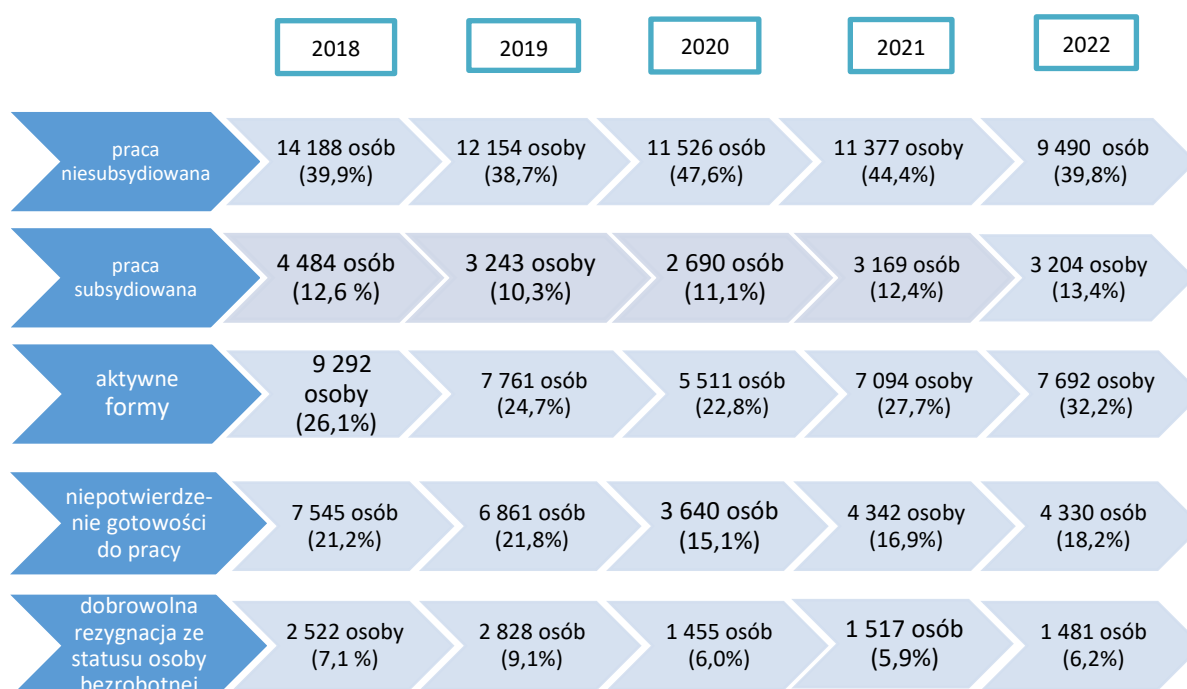 2018
2019
2020
2021
2022
praca
niesubsydiowana
14 188 osób
(39,9%)
12 154 osoby
(38,7%)
11 526 osób
(47,6%)
11 377 osoby
(44,4%)
9 490 osób
(39,8%)
praca
subsydiowana
4 484 osób
(12,6 %)
3 243 osoby
(10,3%)
2 690 osób
(11,1%)
3 169 osób
(12,4%)
3 204 osoby
(13,4%)
aktywne
formy
9 292
osoby
(26,1%)
7 761 osób
(24,7%)
5 511 osób
(22,8%)
7 094 osoby
(27,7%)
7 692 osoby
(32,2%)
niepotwierdze-
nie gotowości
do pracy
7 545 osób
(21,2%)
6 861 osób
(21,8%)
3 640 osób
(15,1%)
4 342 osoby
(16,9%)
4 330 osób
(18,2%)
dobrowolna
rezygnacja ze
statusu osoby
bezrobotnej
2 522 osoby
(7,1 %)
2 828 osób
(9,1%)
1 455 osób
(6,0%)
1 517 osób
(5,9%)
1 481 osób
(6,2%)